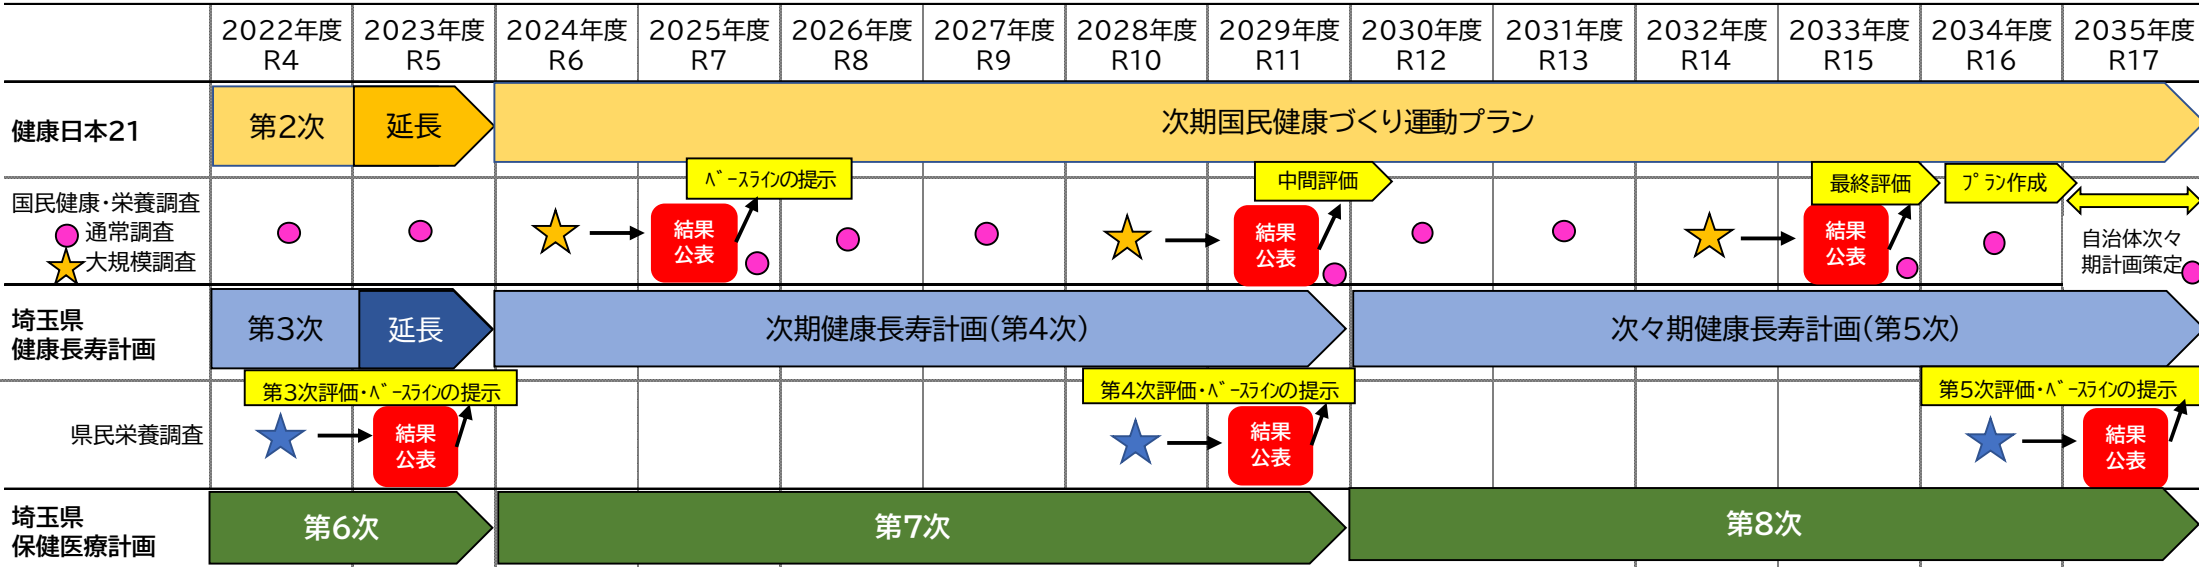 2022年度 2023年度 2024年度 2025年度 2026年度 2027年度 2028年度 2029年度 2030年度 2031年度 2032年度 2033年度 2034年度 2035年度
R4 R5 R6 R7 R8 R9 R10 R11 R12 R13 R14 R15 R16 R17
健康日本21
第2次
延長
次期国民健康づくり運動プラン
ベースラインの提示
中間評価
最終評価
プラン作成
国民健康・栄養調査
通常調査
大規模調査
結果
公表
結果
公表
結果
公表
自治体次々
期計画策定
埼玉県
健康長寿計画
第3次
延長
次期健康長寿計画(第4次)
次々期健康長寿計画(第5次)
第3次評価・ベースラインの提示
第4次評価・ベースラインの提示
第5次評価・ベースラインの提示
県民栄養調査
結果
公表
結果
公表
結果
公表
埼玉県
保健医療計画
第6次
第7次
第8次